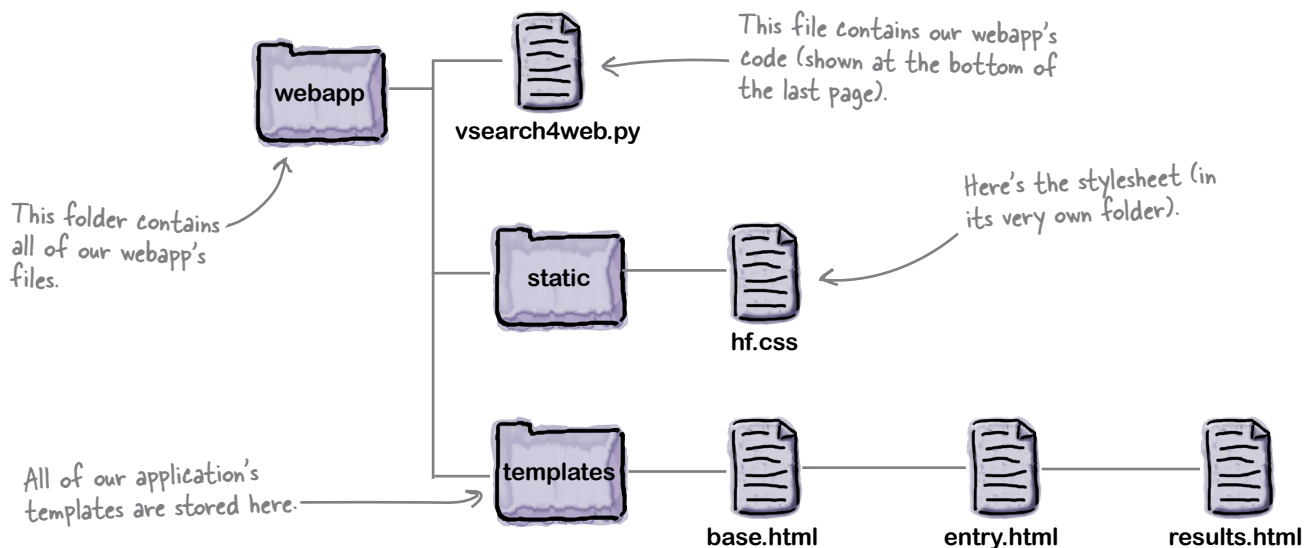 This file contains our webapp's
code (shown at the bottom of
the last page).
webapp
vsearch4web.py
This folder contains
all of our webapp's
files.
Here's the stylesheet (in
its very own folder).
static
hf.css
All of our application's
templates are stored here.
templates
base.html
entry.html
results.html